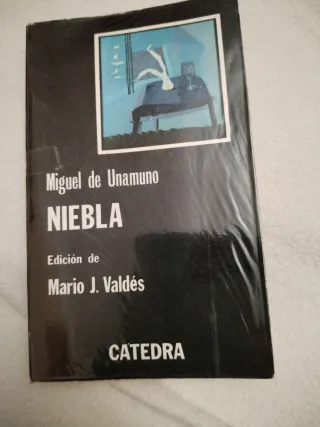 Miguel de Unamuno
NIEBLA
Edición de
Mario J. Valdés
CATEDRA